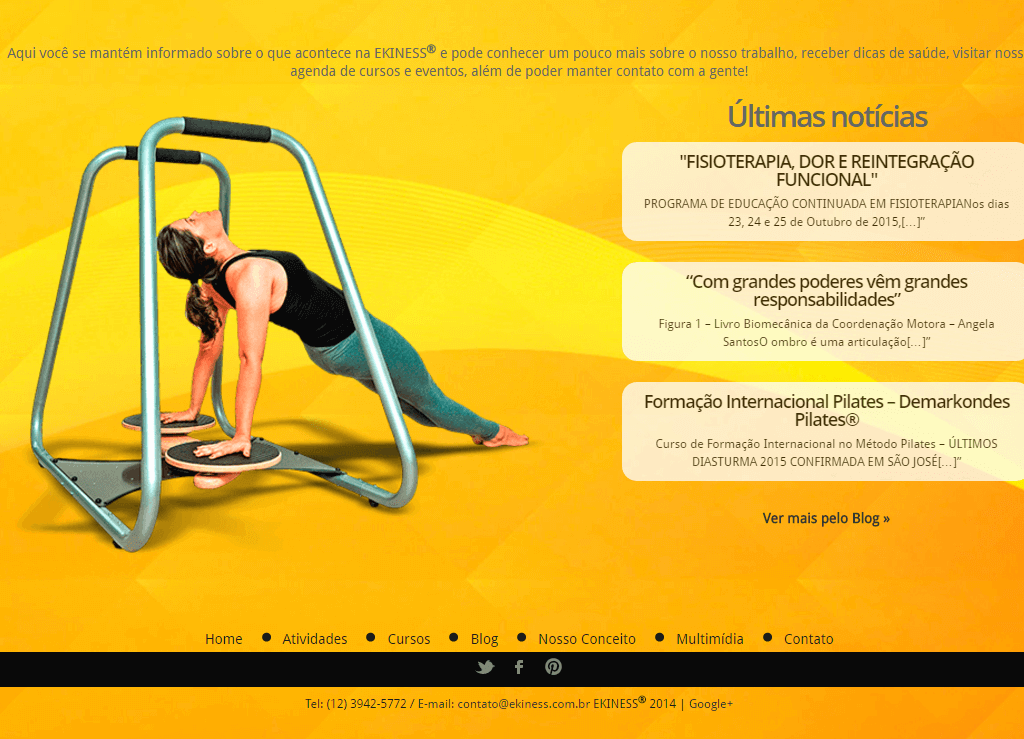 Aqui você se mantém informado sobre o que acontece na EKINESS® e pode conhecer um pouco mais sobre o nosso trabalho, receber dicas de saúde, visitar noss
agenda de cursos e eventos, além de poder manter contato com a gente!
Últimas notícias
"FISIOTERAPIA, DOR E REINTEGRAÇÃO
FUNCIONAL"
PROGRAMA DE EDUCAÇÃO CONTINUADA EM FISIOTERAPIANos dias
23, 24 e 25 de Outubro de 2015,[...]”
“Com grandes poderes vêm grandes
responsabilidades”
Figura 1 – Livro Biomecânica da Coordenação Motora – Angela
SantosO ombro é uma articulação[...]”
Formação Internacional Pilates – Demarkondes
Pilates®
Curso de Formação Internacional no Método Pilates – ÚLTIMOS
DIASTURMA 2015 CONFIRMADA EM SÃO JOSÉ[...]”
Ver mais pelo Blog »
Home ● Atividades ● Cursos ● Blog ● Nosso Conceito ● Multimídia ● Contato
Tel: (12) 3942-5772 / E-mail: contato@ekiness.com.br EKINESS® 2014 | Google+